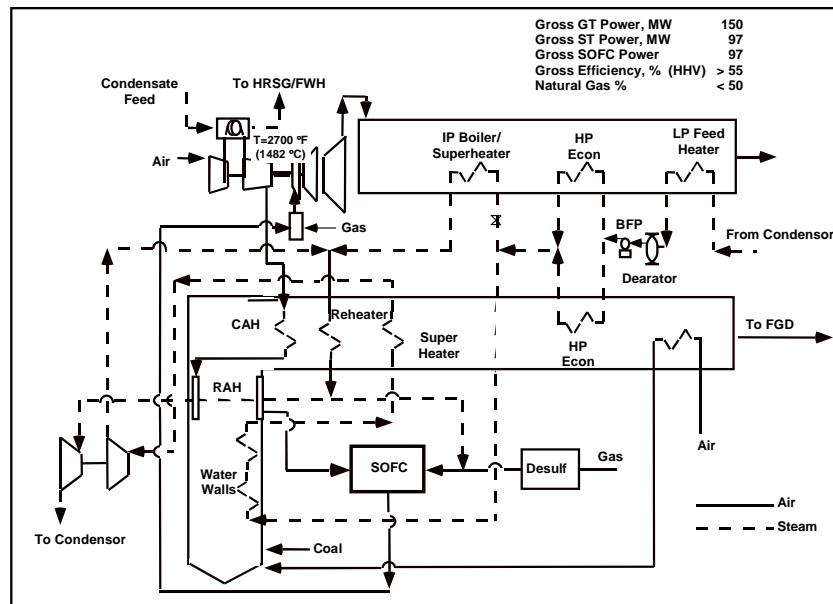 Gross GT Power, MW 150
Gross ST Power, MW 97
Gross SOFC Power 97
Gross Efficiency, % (HHV) > 55
Natural Gas % < 50
Condensate
Feed
To HRSG/FWH
T=2700 ºF
(1482 ºC)
Air
Gas
IP Boiler/
Superheater
HP
Econ
LP Feed
Heater
BFP
From Condensor
Dearator
CAH
Reheater
Super
Heater
HP
Econ
To FGD
RAH
Air
Water
Walls
SOFC
Desulf
Gas
To Condensor
Coal
Air
Steam